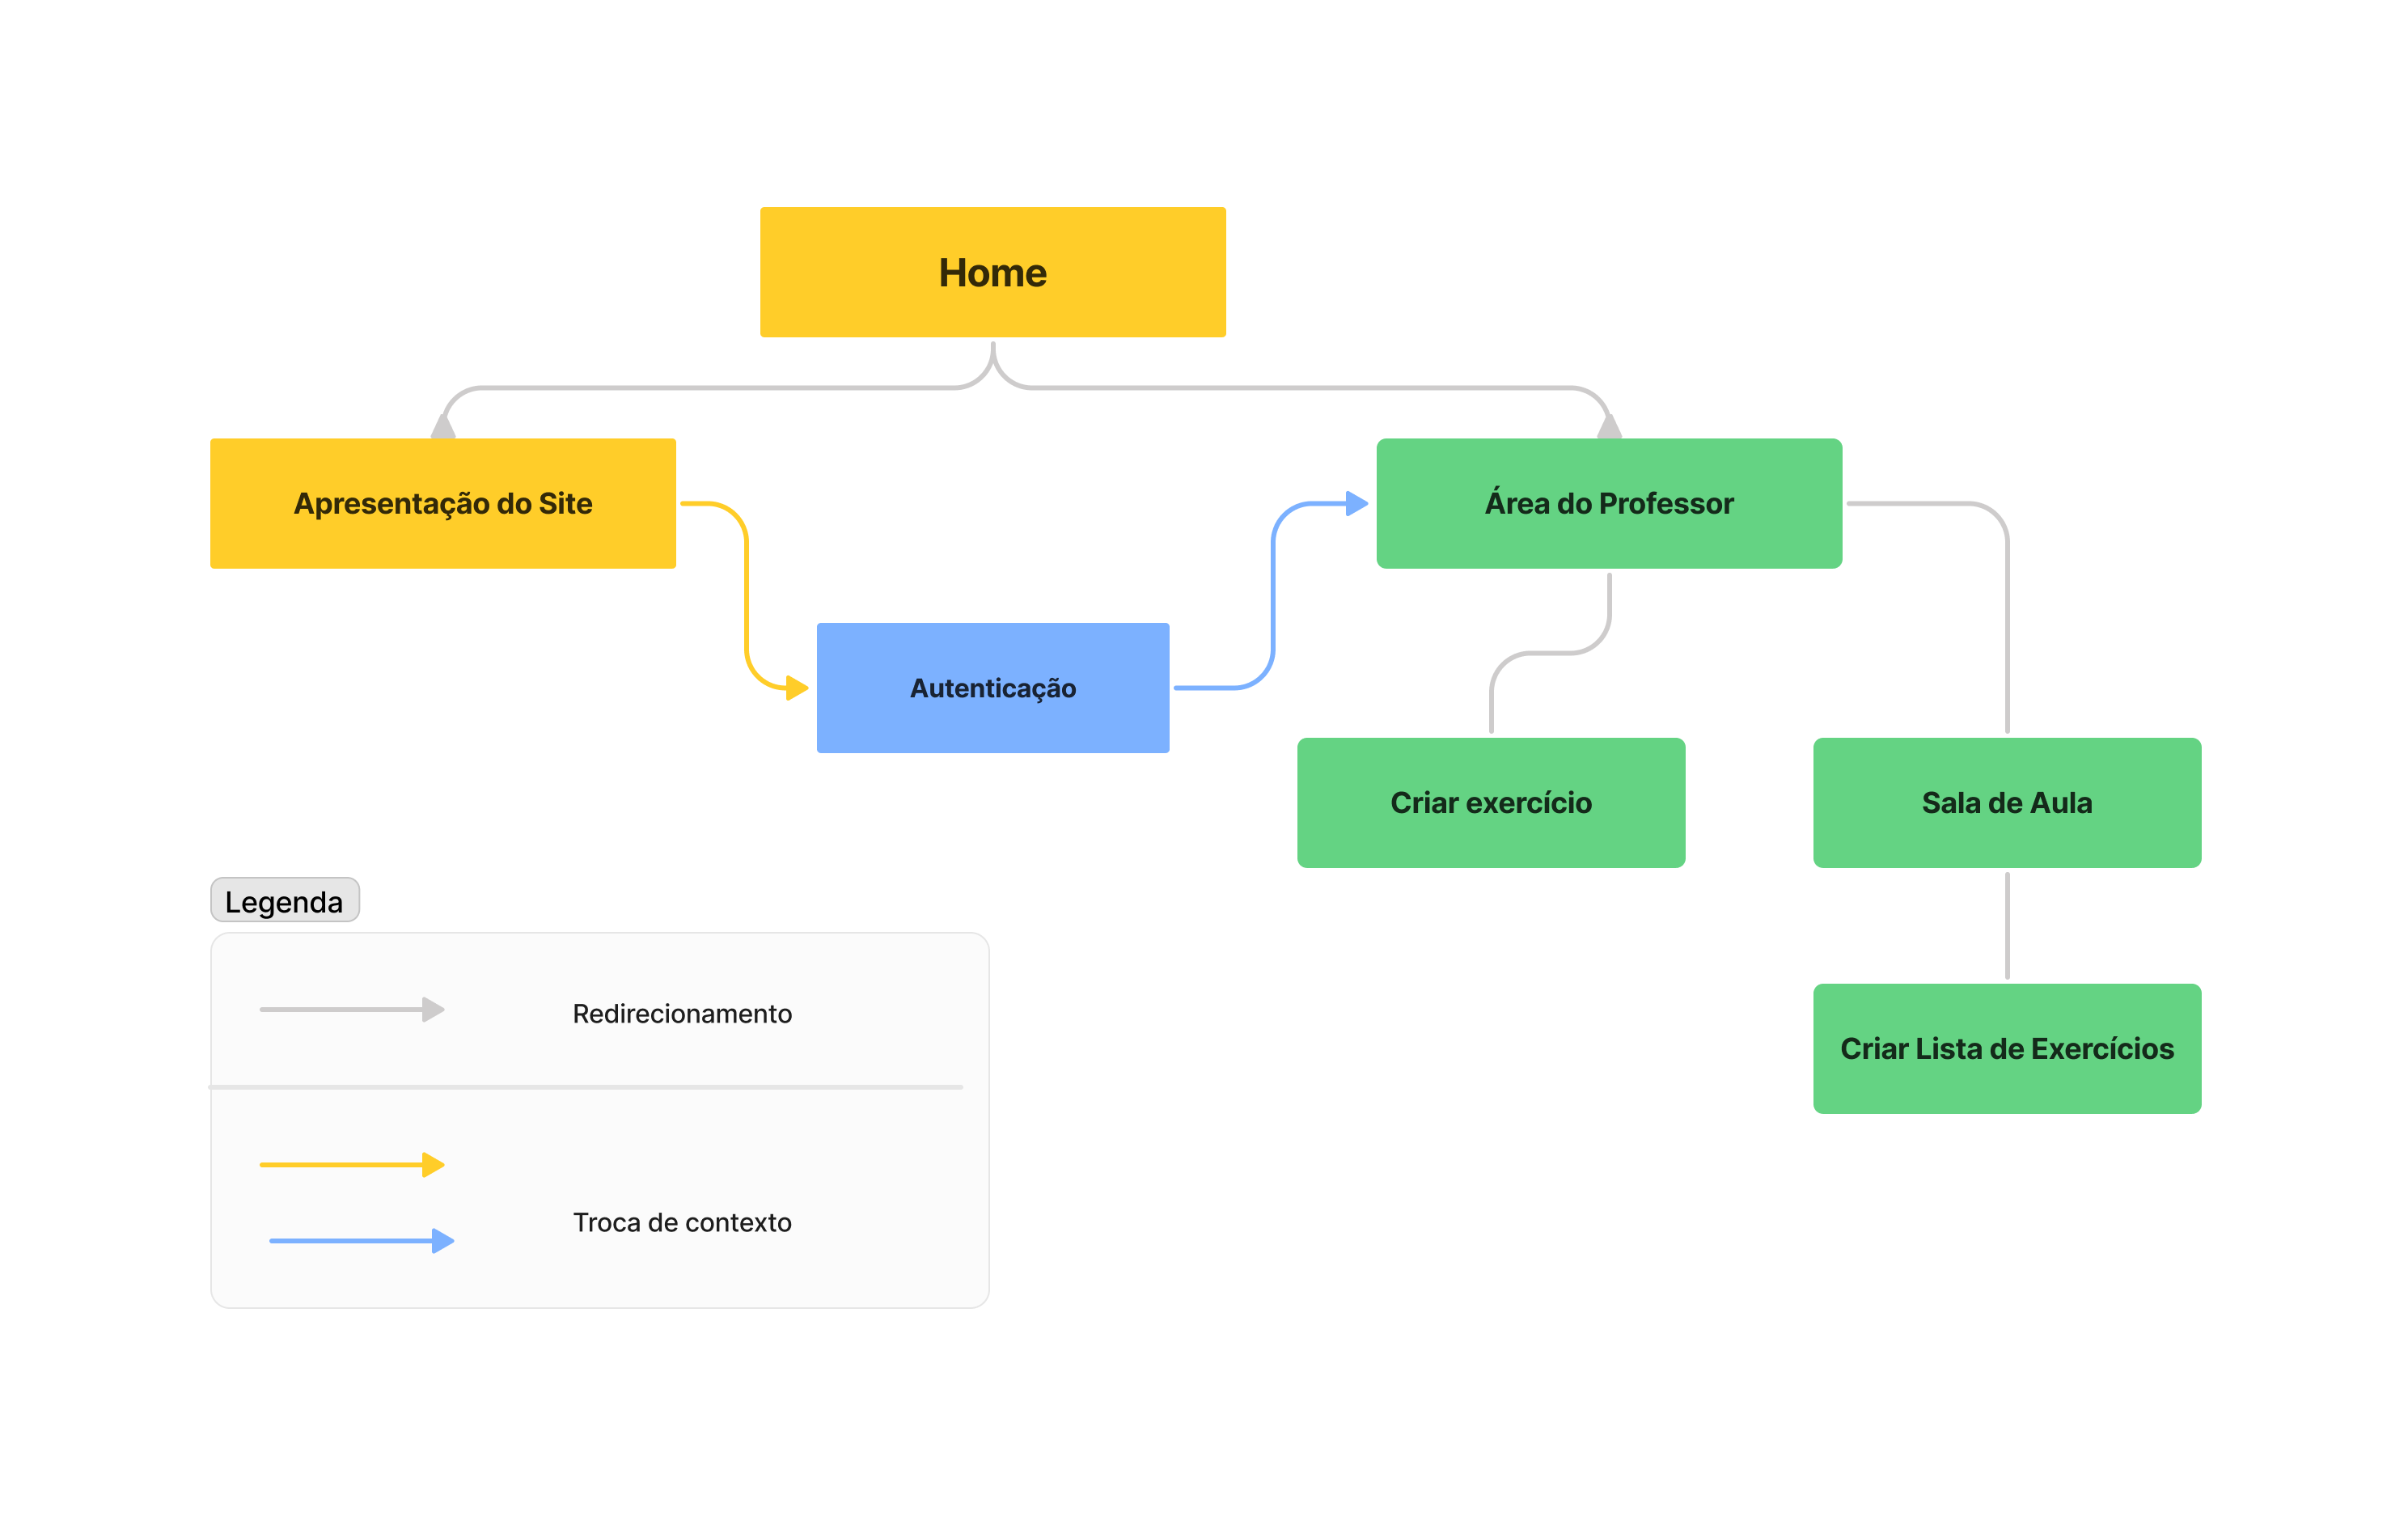 Home
Apresentação do Site
Área do Professor
Autenticação
Criar exercício
Sala de Aula
Criar Lista de Exercícios
Legenda
Redirecionamento
Troca de contexto